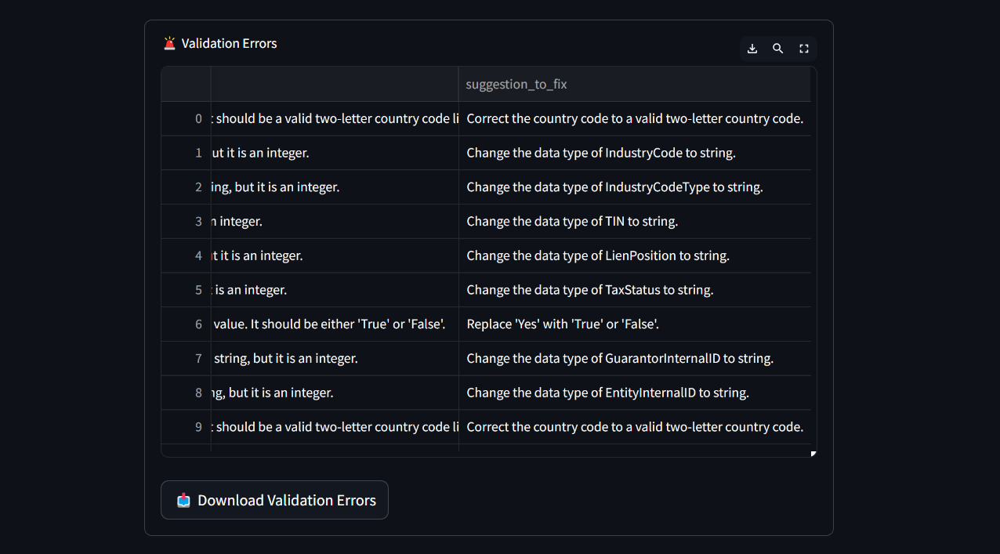 Validation Errors
suggestion_to_fix
0 should be a valid two-letter country code li Correct the country code to a valid two-letter country code.
1 ut it is an integer. Change the data type of IndustryCode to string.
2 ing, but it is an integer. Change the data type of IndustryCodeType to string.
3 n integer. Change the data type of TIN to string.
4 t it is an integer. Change the data type of LienPosition to string.
5 is an integer. Change the data type of TaxStatus to string.
6 value. It should be either 'True' or 'False'. Replace 'Yes' with 'True' or 'False'.
7 string, but it is an integer. Change the data type of GuarantorInternalID to string.
8 ng, but it is an integer. Change the data type of EntityInternalID to string.
9 should be a valid two-letter country code li Correct the country code to a valid two-letter country code.
Download Validation Errors